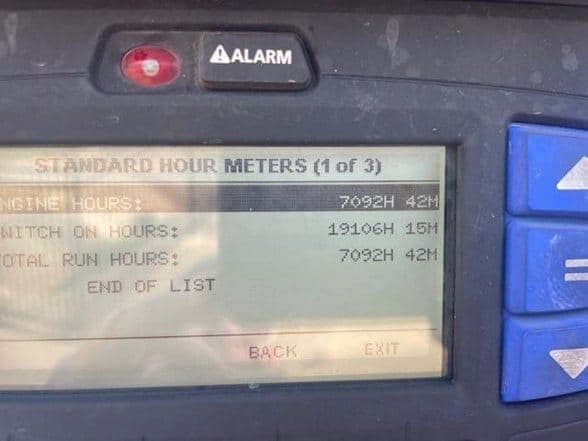 ⚠ALARM
STANDARD HOUR METERS (1 of 3)
NGINE HOURS: 7092H 42M
WITCH ON HOURS: 19106H 15M
OTAL RUN HOURS: 7092H 42M
END OF LIST
BACK EXIT